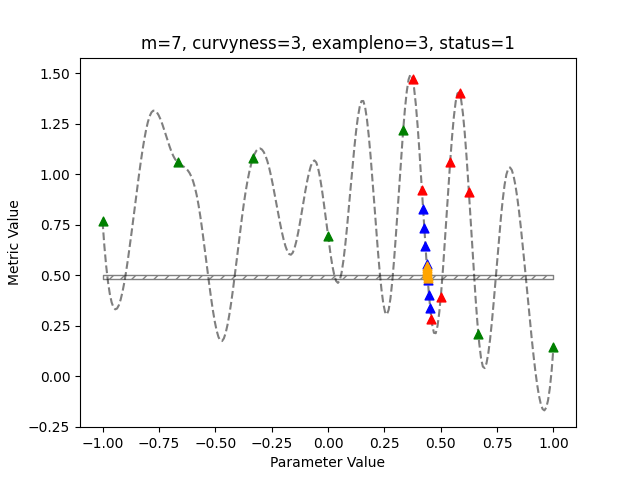 m=7, curvyness=3, exampleno=3, status=1
1.50
1.25
1.00
0.75
0.50
0.25
0.00
−0.25
Metric Value
−1.00 −0.75 −0.50 −0.25 0.00 0.25 0.50 0.75 1.00
Parameter Value